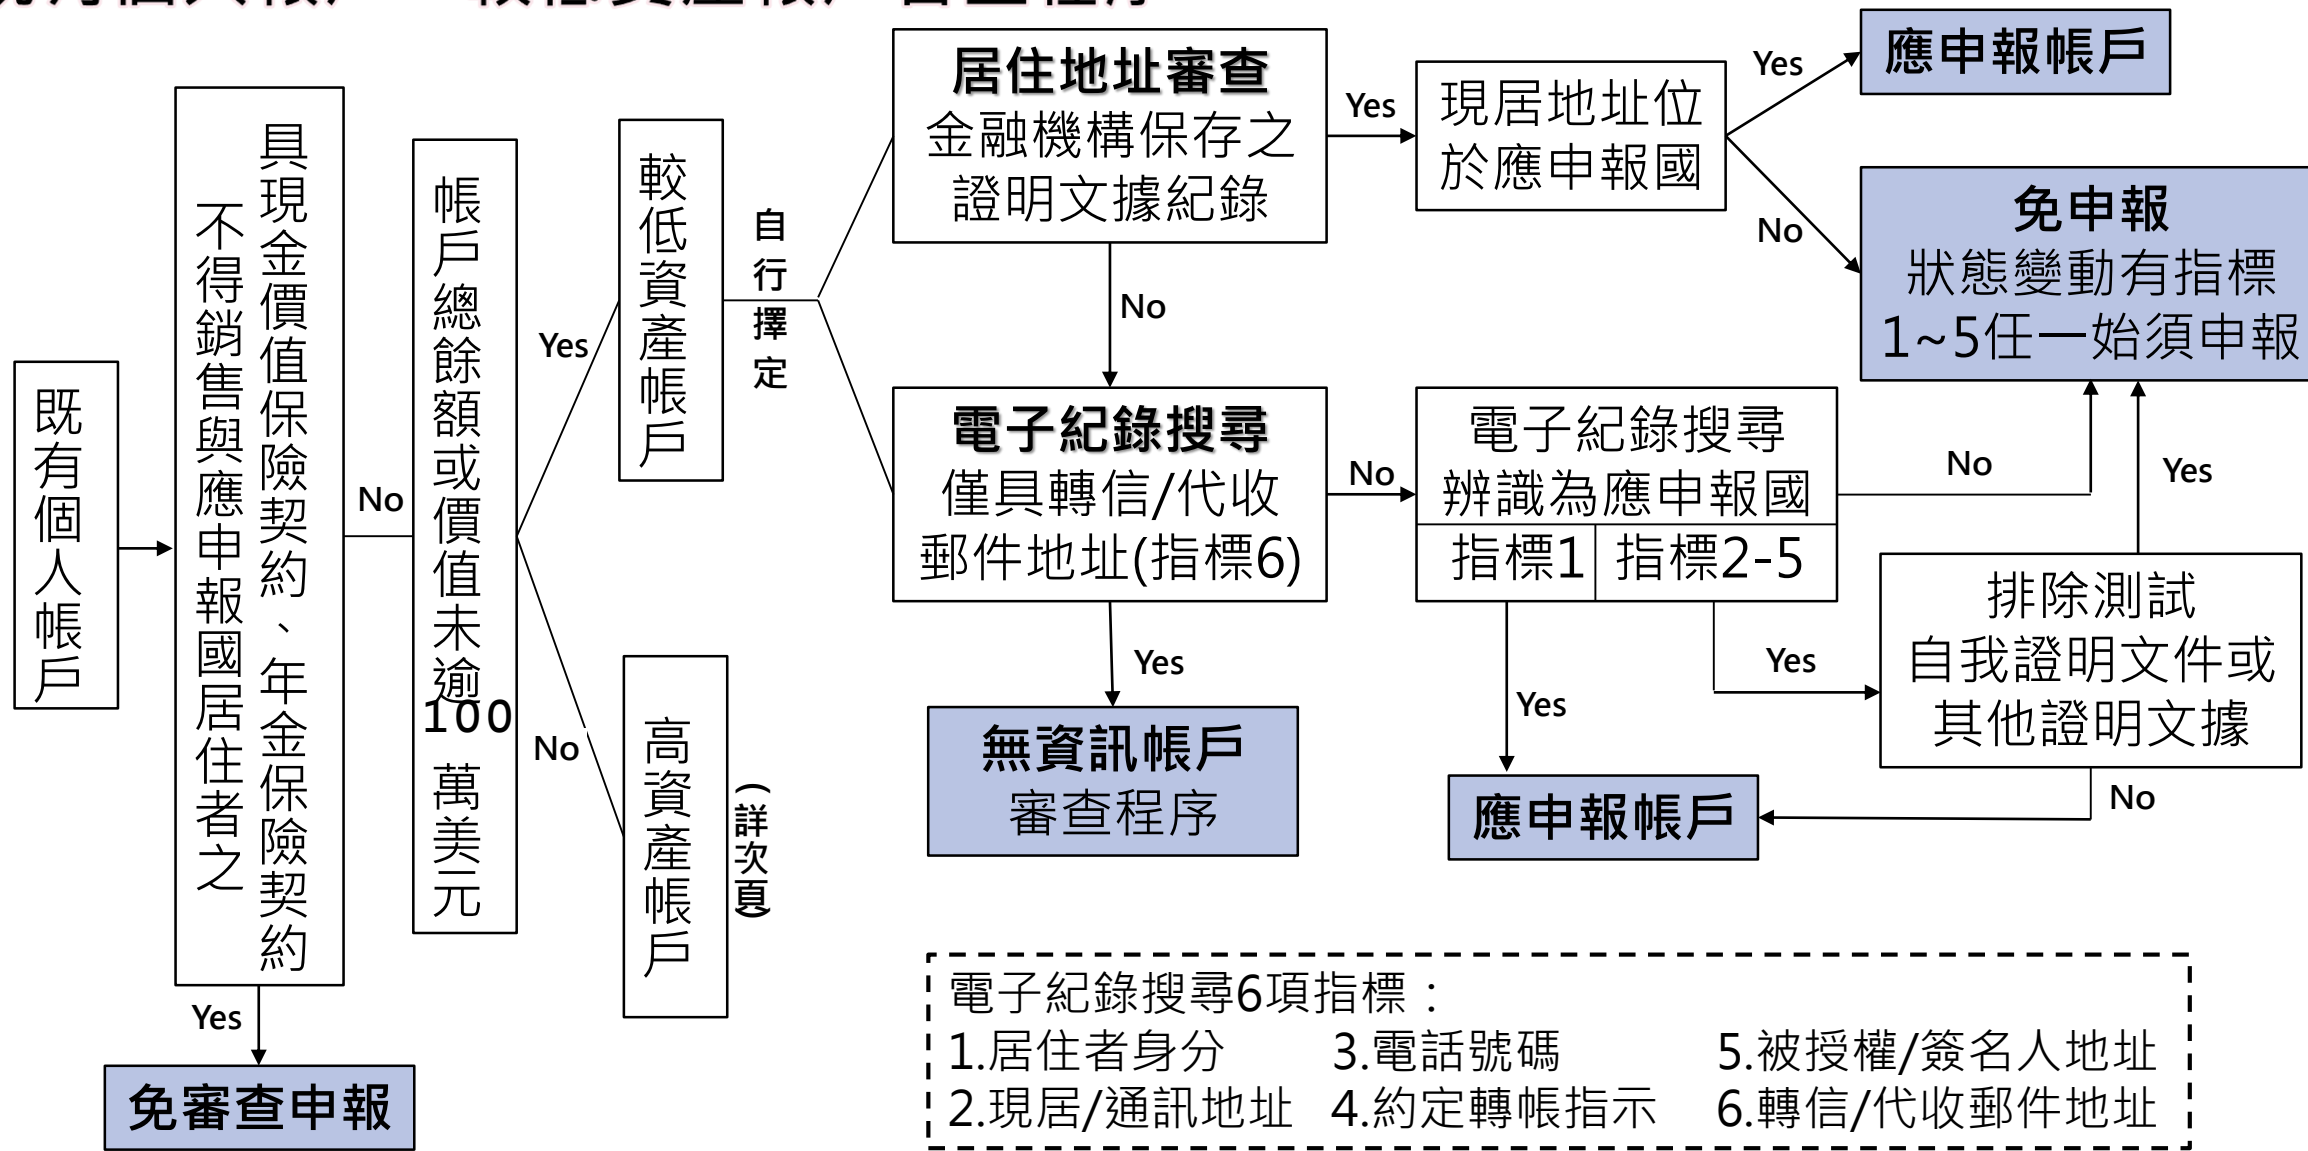 既有個人帳戶
不得銷售與應申報國居住者之
具現金價值保險契約、年金保險契約
Yes
免審查申報
No
帳戶總餘額或價值未逾
100
萬美元
Yes
較低資產帳戶
No
高資產帳戶
(詳次頁)
自行擇定
居住地址審查
金融機構保存之
證明文據紀錄
Yes
現居地址位
於應申報國
Yes
應申報帳戶
No
免申報
狀態變動有指標
1~5任一始須申報
No
電子紀錄搜尋
僅具轉信/代收
郵件地址(指標6)
Yes
無資訊帳戶
審查程序
No
電子紀錄搜尋
辨識為應申報國
指標1
指標2-5
No
Yes
應申報帳戶
Yes
排除測試
自我證明文件或
其他證明文據
Yes
No
電子紀錄搜尋6項指標：
1.居住者身分 3.電話號碼 5.被授權/簽名人地址
2.現居/通訊地址 4.約定轉帳指示 6.轉信/代收郵件地址